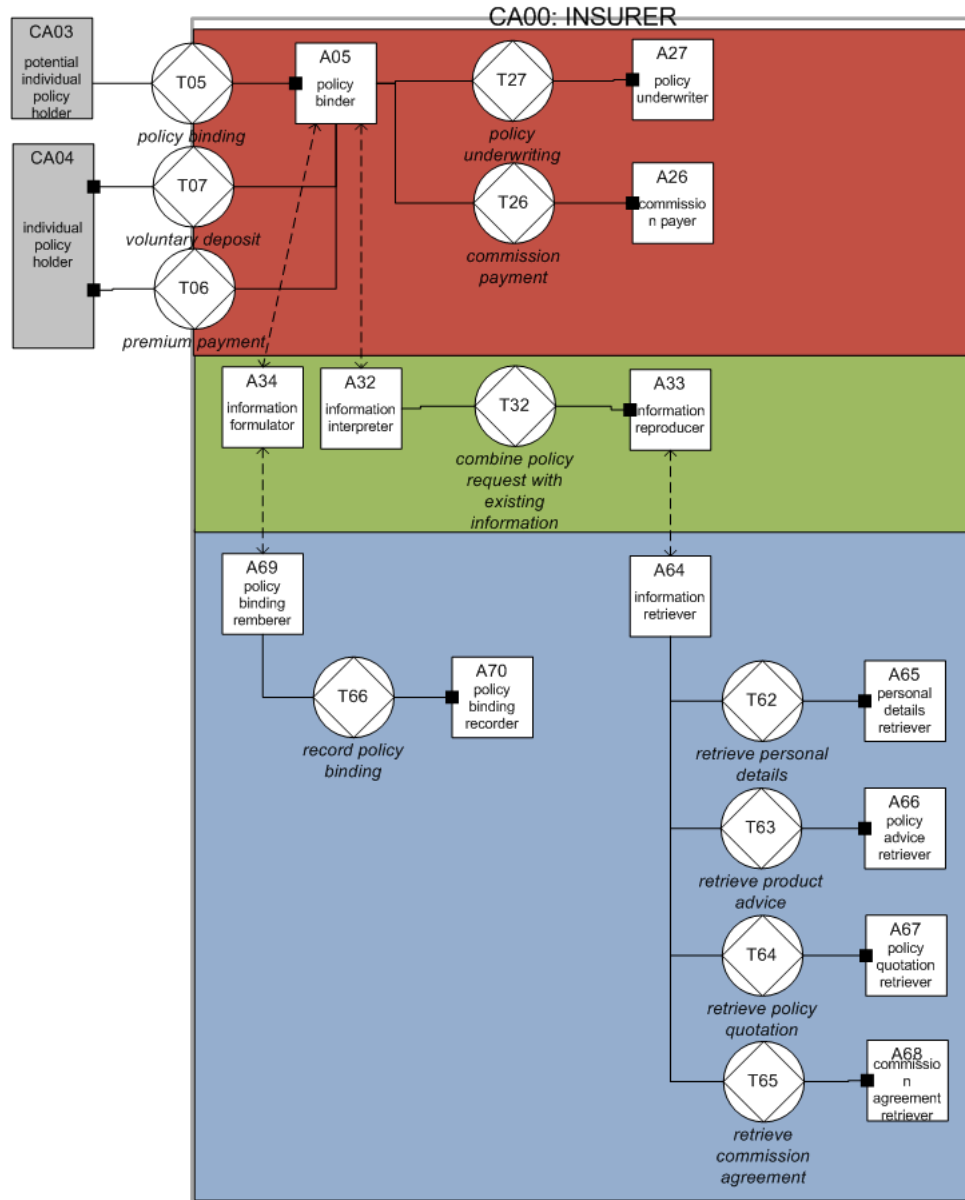 CA00: INSURER
CA03
potential
individual
policy
holder
T05
policy binding
A05
policy
binder
T27
policy
underwriting
A27
policy
underwriter
CA04
individual
policy
holder
T07
voluntary deposit
T26
commission
payment
A26
commissio
n payer
T06
premium payment
A34
information
formulator
A32
information
interpreter
T32
combine policy
request with
existing
information
A33
information
reproducer
A69
policy
binding
remberer
A64
information
retriever
T66
record policy
binding
A70
policy
binding
recorder
T62
retrieve personal
details
A65
personal
details
retriever
T63
retrieve product
advice
A66
policy
advice
retriever
T64
retrieve policy
quotation
A67
policy
quotation
retriever
T65
retrieve
commission
agreement
A68
commissio
n
agreement
retriever